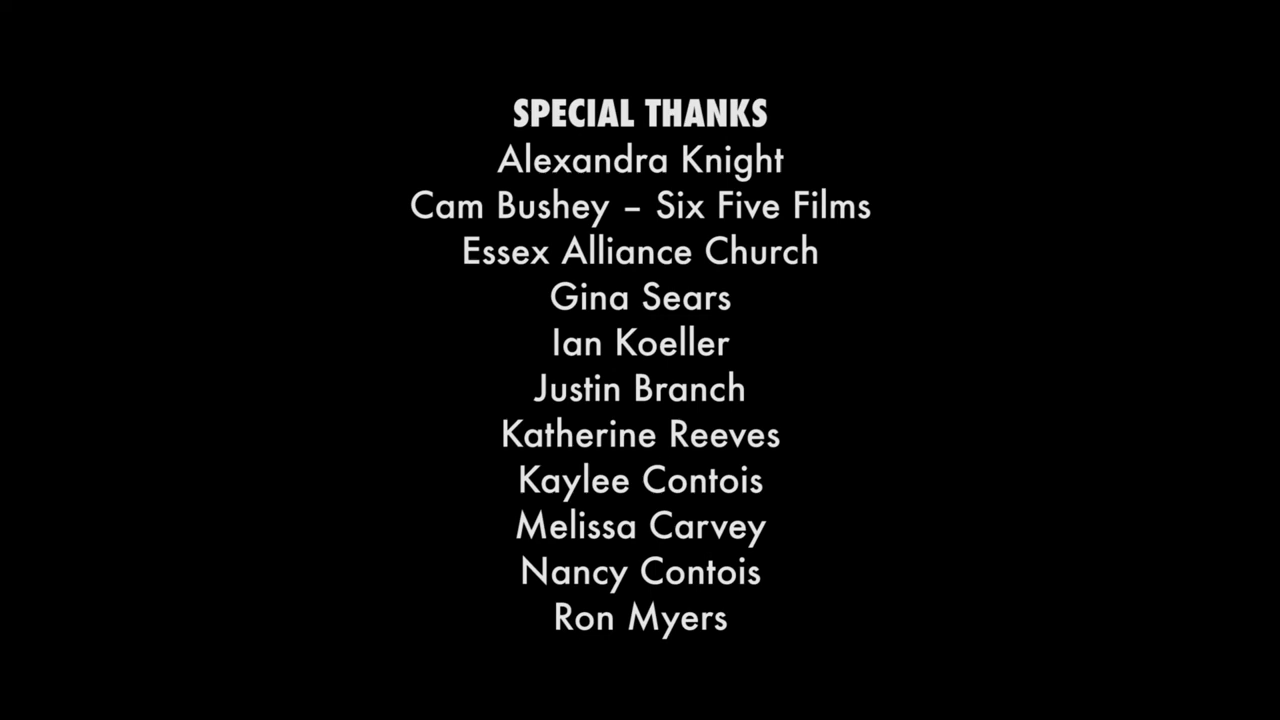 SPECIAL THANKS
Alexandra Knight
Cam Bushey – Six Five Films
Essex Alliance Church
Gina Sears
Ian Koeller
Justin Branch
Katherine Reeves
Kaylee Contois
Melissa Carvey
Nancy Contois
Ron Myers